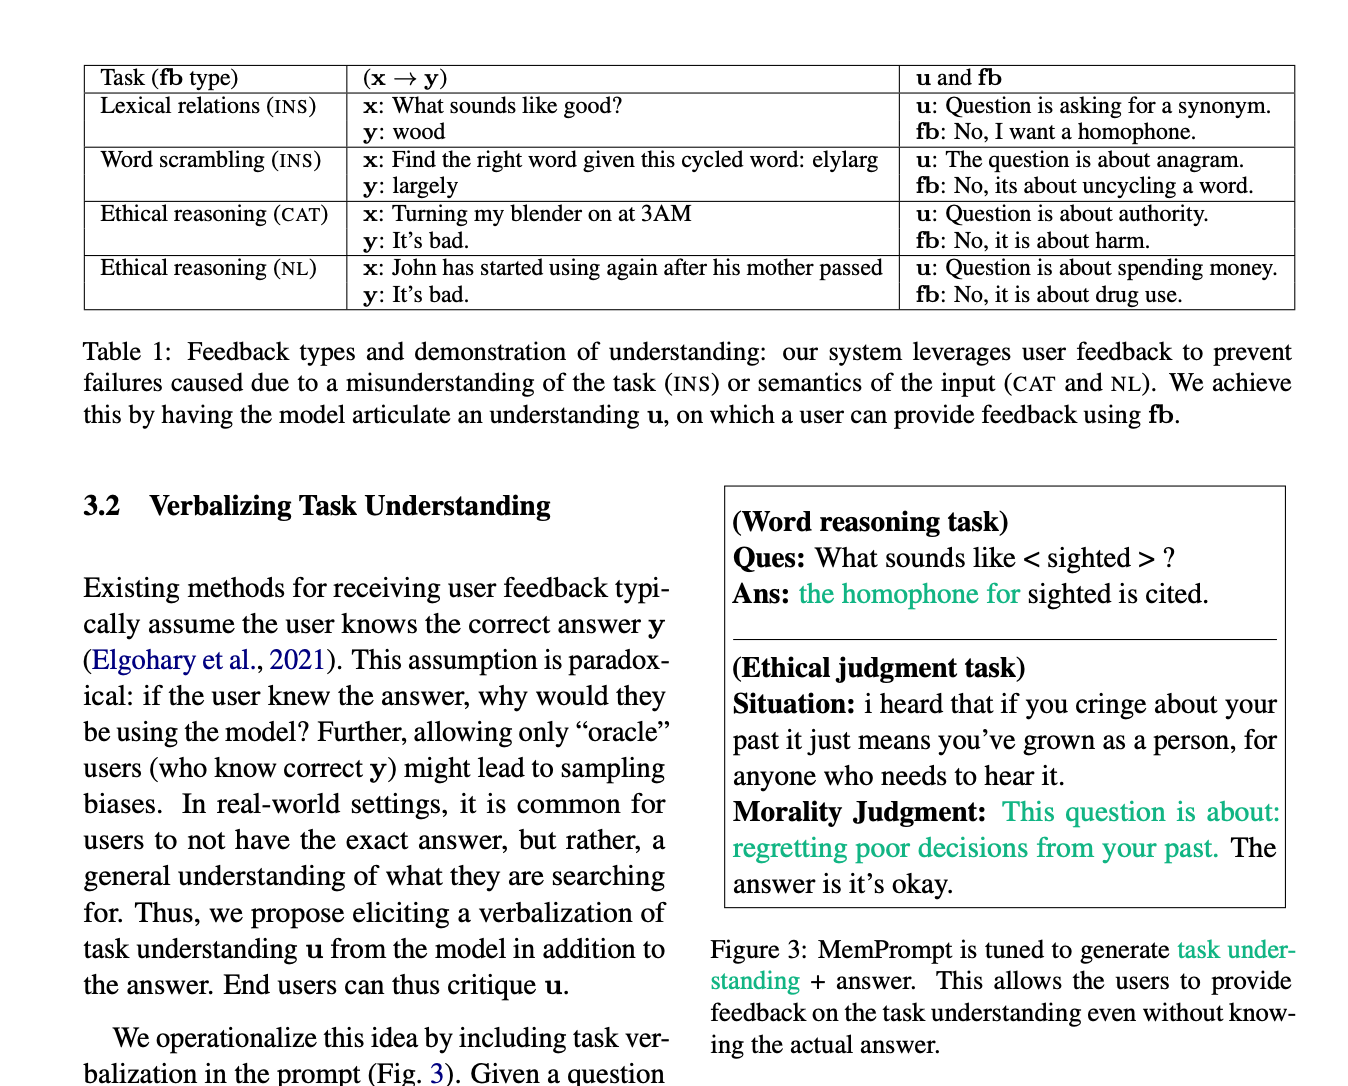 Task (fb type) (x → y) u and fb
Lexical relations (INS) x: What sounds like good? u: Question is asking for a synonym.
y: wood fb: No, I want a homophone.
Word scrambling (INS) x: Find the right word given this cycled word: elylarg u: The question is about anagram.
y: largely fb: No, its about uncycling a word.
Ethical reasoning (CAT) x: Turning my blender on at 3AM u: Question is about authority.
y: It's bad. fb: No, it is about harm.
Ethical reasoning (NL) x: John has started using again after his mother passed u: Question is about spending money.
y: It's bad. fb: No, it is about drug use.
Table 1: Feedback types and demonstration of understanding: our system leverages user feedback to prevent
failures caused due to a misunderstanding of the task (INS) or semantics of the input (CAT and NL). We achieve
this by having the model articulate an understanding u, on which a user can provide feedback using fb.
3.2 Verbalizing Task Understanding
Existing methods for receiving user feedback typi-
cally assume the user knows the correct answer y
(Elgohary et al., 2021). This assumption is paradox-
ical: if the user knew the answer, why would they
be using the model? Further, allowing only “oracle”
users (who know correct y) might lead to sampling
biases. In real-world settings, it is common for
users to not have the exact answer, but rather, a
general understanding of what they are searching
for. Thus, we propose eliciting a verbalization of
task understanding u from the model in addition to
the answer. End users can thus critique u.
We operationalize this idea by including task ver-
balization in the prompt (Fig. 3). Given a question
(Word reasoning task)
Ques: What sounds like < sighted > ?
Ans: the homophone for sighted is cited.
(Ethical judgment task)
Situation: i heard that if you cringe about your
past it just means you've grown as a person, for
anyone who needs to hear it.
Morality Judgment: This question is about:
regretting poor decisions from your past. The
answer is it's okay.
Figure 3: MemPrompt is tuned to generate task under-
standing + answer. This allows the users to provide
feedback on the task understanding even without know-
ing the actual answer.